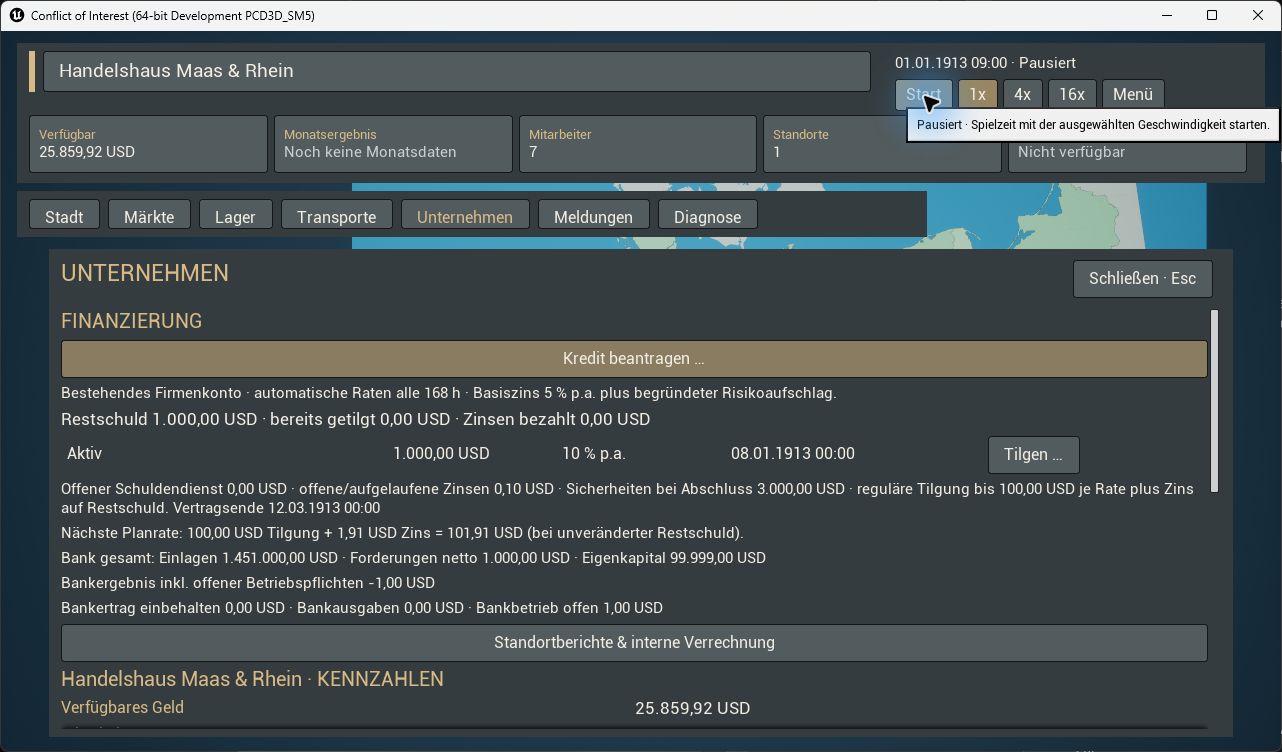 Conflict of Interest (64-bit Development PCD3D_SM5)
Handelshaus Maas & Rhein
01.01.1913 09:00 · Pausiert
Start 1x 4x 16x Menü
Pausiert · Spielzeit mit der ausgewählten Geschwindigkeit starten.
Verfügbar
25.859,92 USD
Monatsergebnis
Noch keine Monatsdaten
Mitarbeiter
7
Standorte
1
Nicht verfügbar
Stadt Märkte Lager Transporte Unternehmen Meldungen Diagnose
UNTERNEHMEN
Schließen · Esc
FINANZIERUNG
Kredit beantragen ...
Bestehendes Firmenkonto · automatische Raten alle 168 h · Basiszins 5 % p.a. plus begründeter Risikoaufschlag.
Restschuld 1.000,00 USD · bereits getilgt 0,00 USD · Zinsen bezahlt 0,00 USD
Aktiv 1.000,00 USD 10 % p.a. 08.01.1913 00:00 Tilgen ...
Offener Schuldendienst 0,00 USD · offene/aufgelaufene Zinsen 0,10 USD · Sicherheiten bei Abschluss 3.000,00 USD · reguläre Tilgung bis 100,00 USD je Rate plus Zins
auf Restschuld. Vertragsende 12.03.1913 00:00
Nächste Planrate: 100,00 USD Tilgung + 1,91 USD Zins = 101,91 USD (bei unveränderter Restschuld).
Bank gesamt: Einlagen 1.451.000,00 USD · Forderungen netto 1.000,00 USD · Eigenkapital 99.999,00 USD
Bankergebnis inkl. offener Betriebspflichten -1,00 USD
Bankertrag einbehalten 0,00 USD · Bankausgaben 0,00 USD · Bankbetrieb offen 1,00 USD
Standortberichte & interne Verrechnung
Handelshaus Maas & Rhein · KENNZAHLEN
Verfügbares Geld 25.859,92 USD